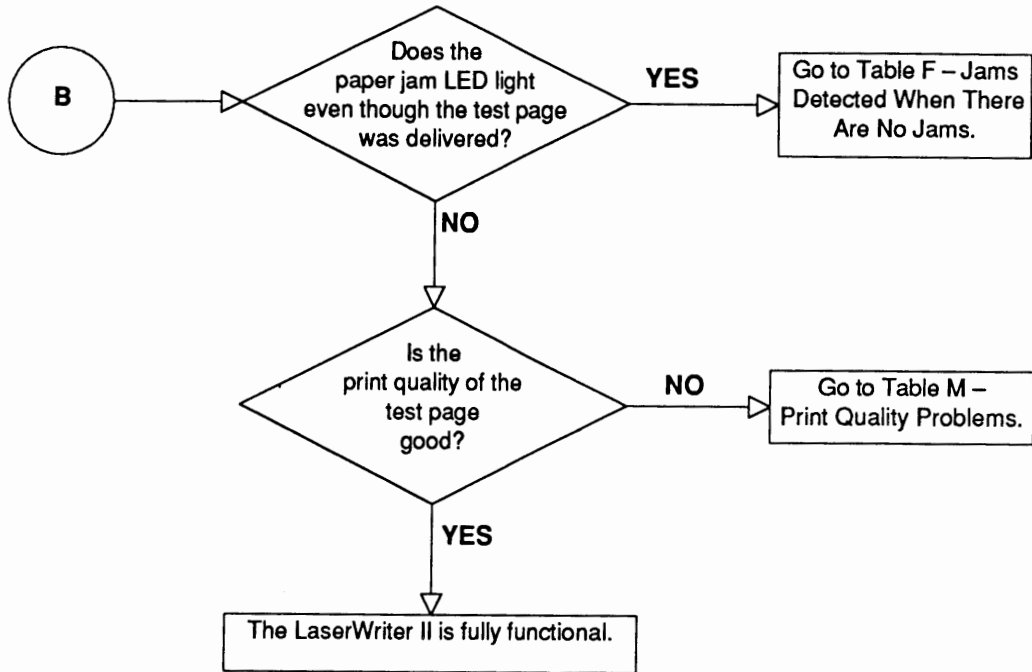 B
Does the
paper jam LED light
even though the test page
was delivered?
YES
Go to Table F – Jams
Detected When There
Are No Jams.
NO
Is the
print quality of the
test page
good?
NO
Go to Table M –
Print Quality Problems.
YES
The LaserWriter II is fully functional.